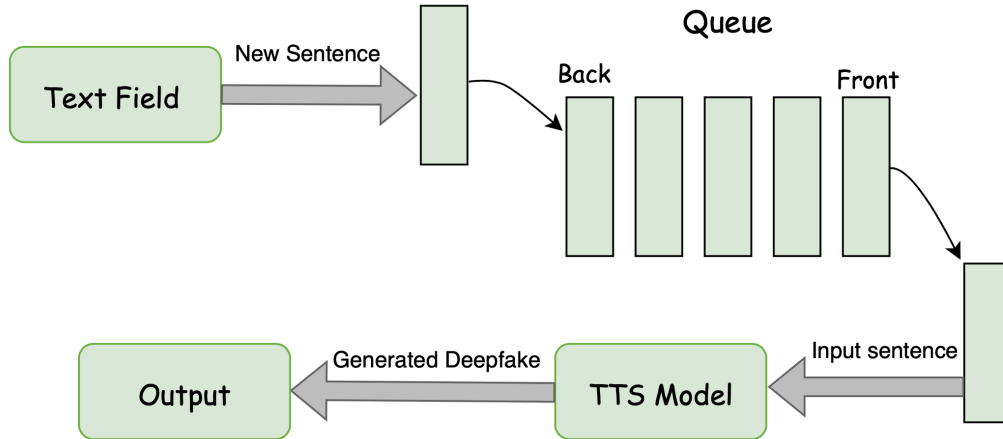 Queue
New Sentence
Text Field
Back
Front
Generated Deepfake
Input sentence
Output
TTS Model